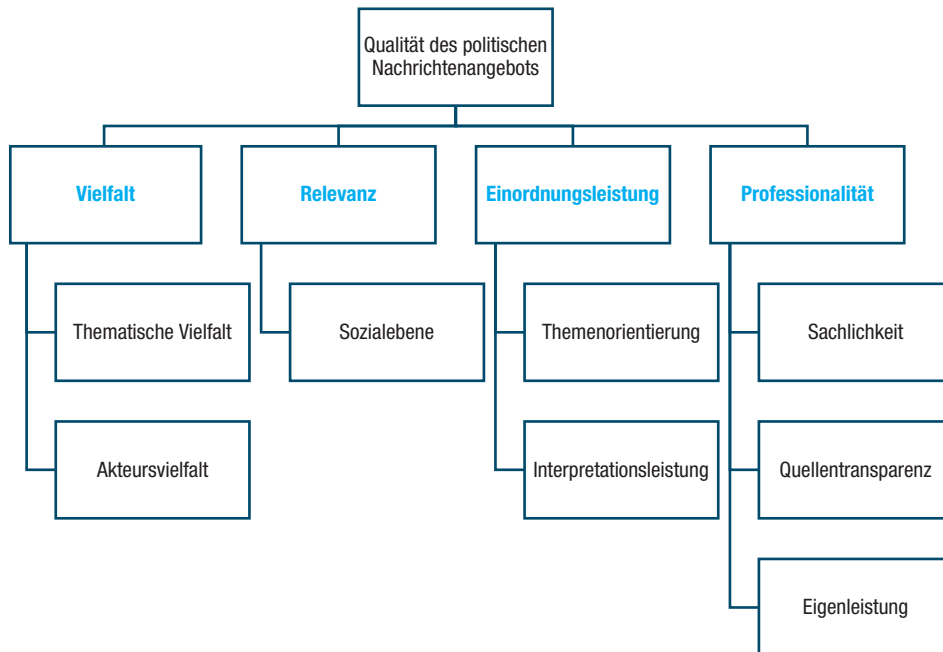 Qualität des politischen
Nachrichtenangebots
Vielfalt
Relevanz
Einordnungsleistung
Professionalität
Thematische Vielfalt
Sozialebene
Themenorientierung
Sachlichkeit
Akteursvielfalt
Interpretationsleistung
Quellentransparenz
Eigenleistung